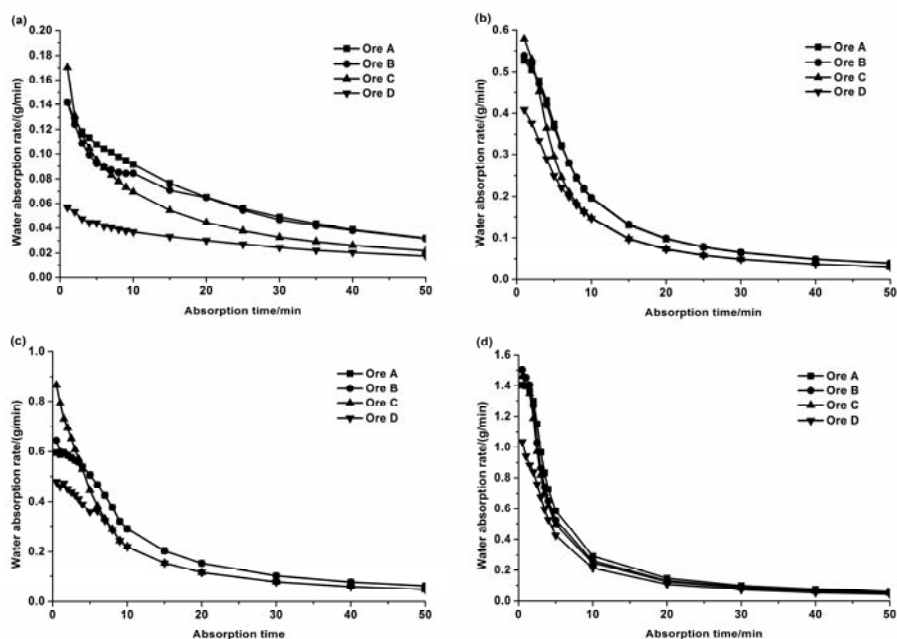 (a)
Ore A
Ore B
Ore C
Ore D
Water absorption rate/(g/min)
0.20
0.18
0.16
0.14
0.12
0.10
0.08
0.06
0.04
0.02
0.00
0 10 20 30 40 50
Absorption time/min
(b)
Ore A
Ore B
Ore C
Ore D
Water absorption rate/(g/min)
0.6
0.5
0.4
0.3
0.2
0.1
0.0
0 10 20 30 40 50
Absorption time/min
(c)
Ore A
Ore B
Ore C
Ore D
Water absorption rate/(g/min)
1.0
0.8
0.6
0.4
0.2
0.0
0 10 20 30 40 50
Absorption time
(d)
Ore A
Ore B
Ore C
Ore D
Water absorption rate/(g/min)
1.6
1.4
1.2
1.0
0.8
0.6
0.4
0.2
0.0
0 10 20 30 40 50
Absorption time/min